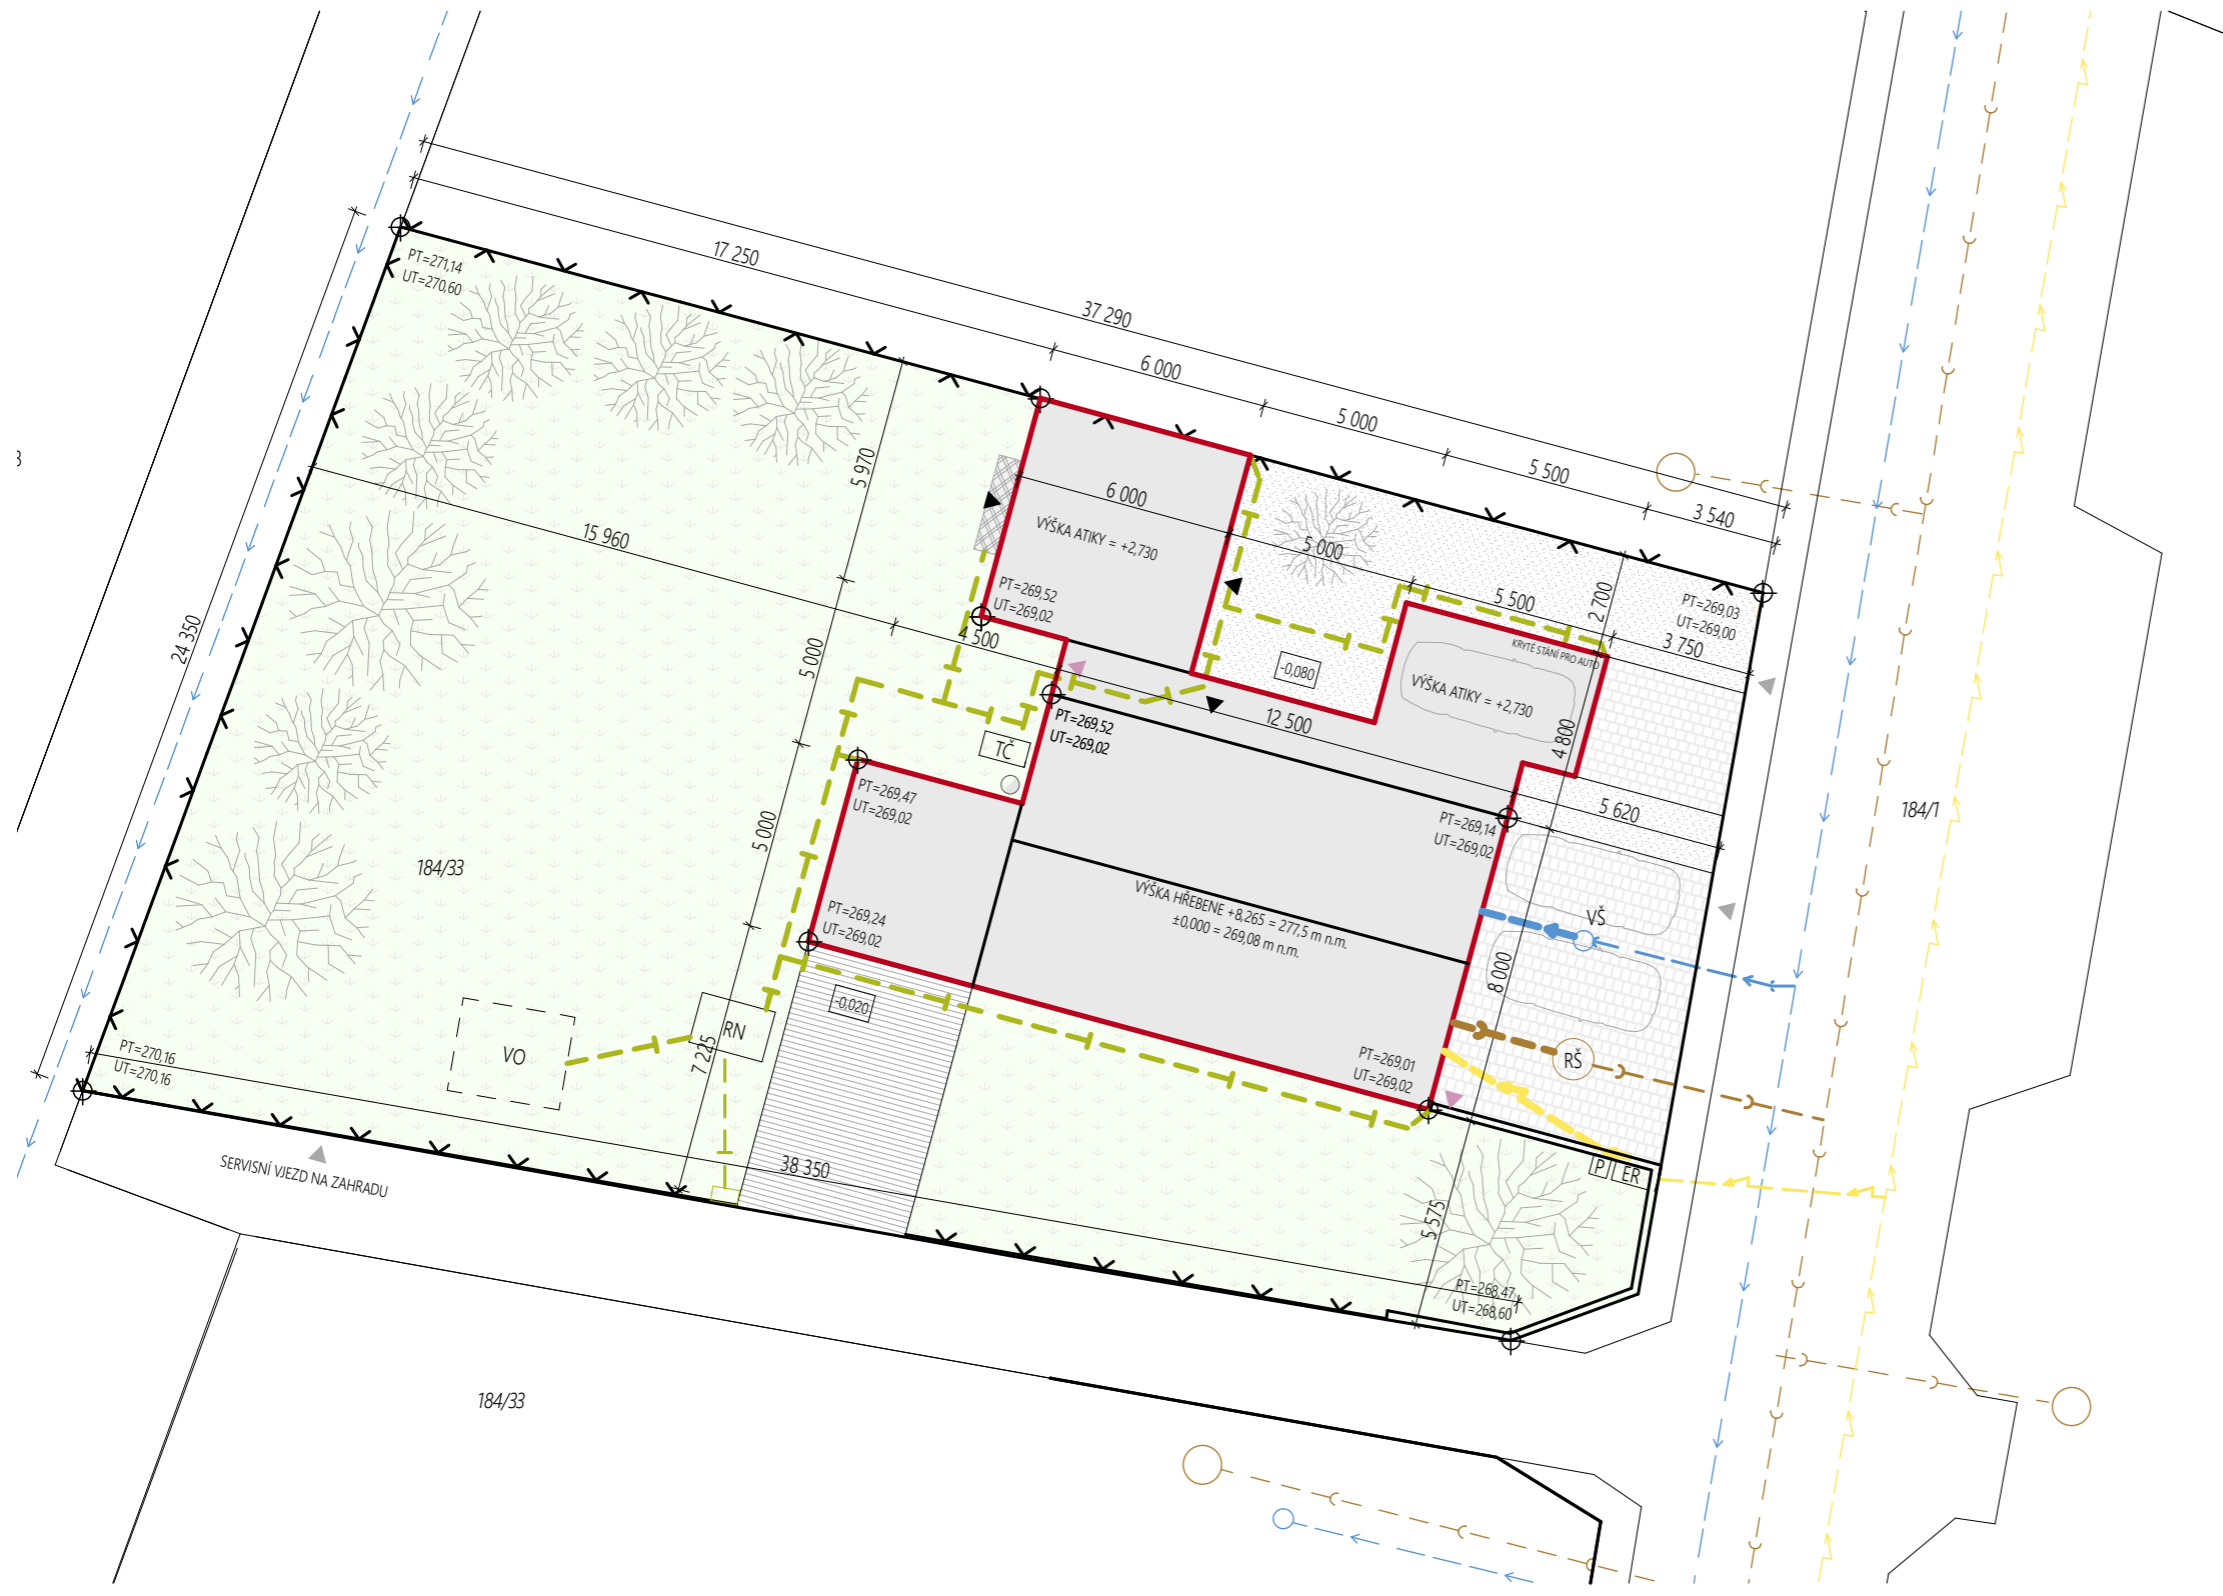 17 250
37 290
6 000
5 000
5 500
3 540
PT=271,14
UT=270,60
24 350
15 960
5 970
6 000
VÝŠKA ATIKY = +2,730
5 000
5 500
2 700
3 750
PT=269,03
UT=269,00
PT=269,52
UT=269,02
4 500
KRYTÉ STÁNÍ PRO AUTO
-0,080
VÝŠKA ATIKY = +2,730
12 500
4 800
5 000
PT=269,52
UT=269,02
TČ
PT=269,47
UT=269,02
5 620
PT=269,14
UT=269,02
184/1
5 000
184/33
VÝŠKA HŘEBENE +8,265 = 277,5 m n.m.
±0,000 = 269,08 m n.m.
VŠ
PT=269,24
UT=269,02
8 000
-0,020
RN
VO
7 225
RŠ
PT=269,01
UT=269,02
PT=270,16
UT=270,16
SERVISNÍ VJEZD NA ZAHRADU
38 350
P
ER
5 575
PT=268,47
UT=268,60
184/33